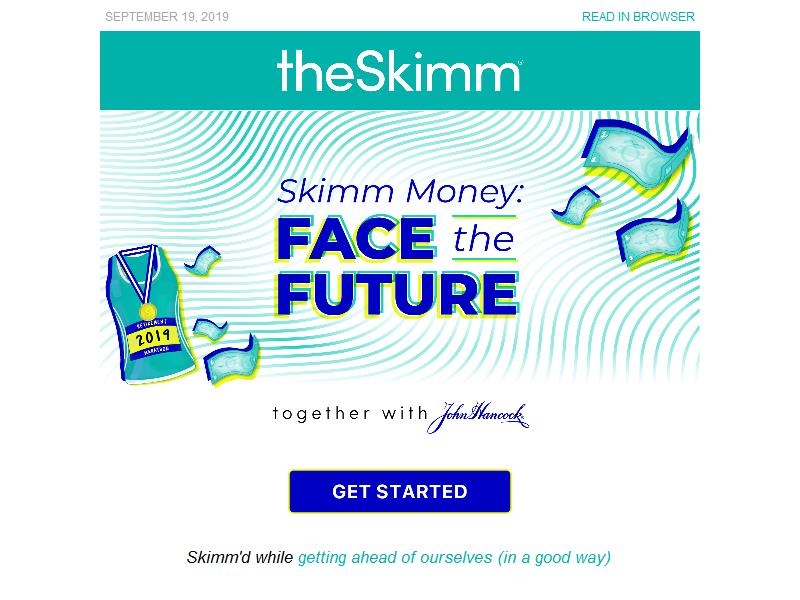 SEPTEMBER 19, 2019
READ IN BROWSER
theSkimm
Skimm Money:
FACE the
FUTURE
RETIREMENT
2019
MARATHON
together with John Hancock
GET STARTED
Skimm'd while getting ahead of ourselves (in a good way)